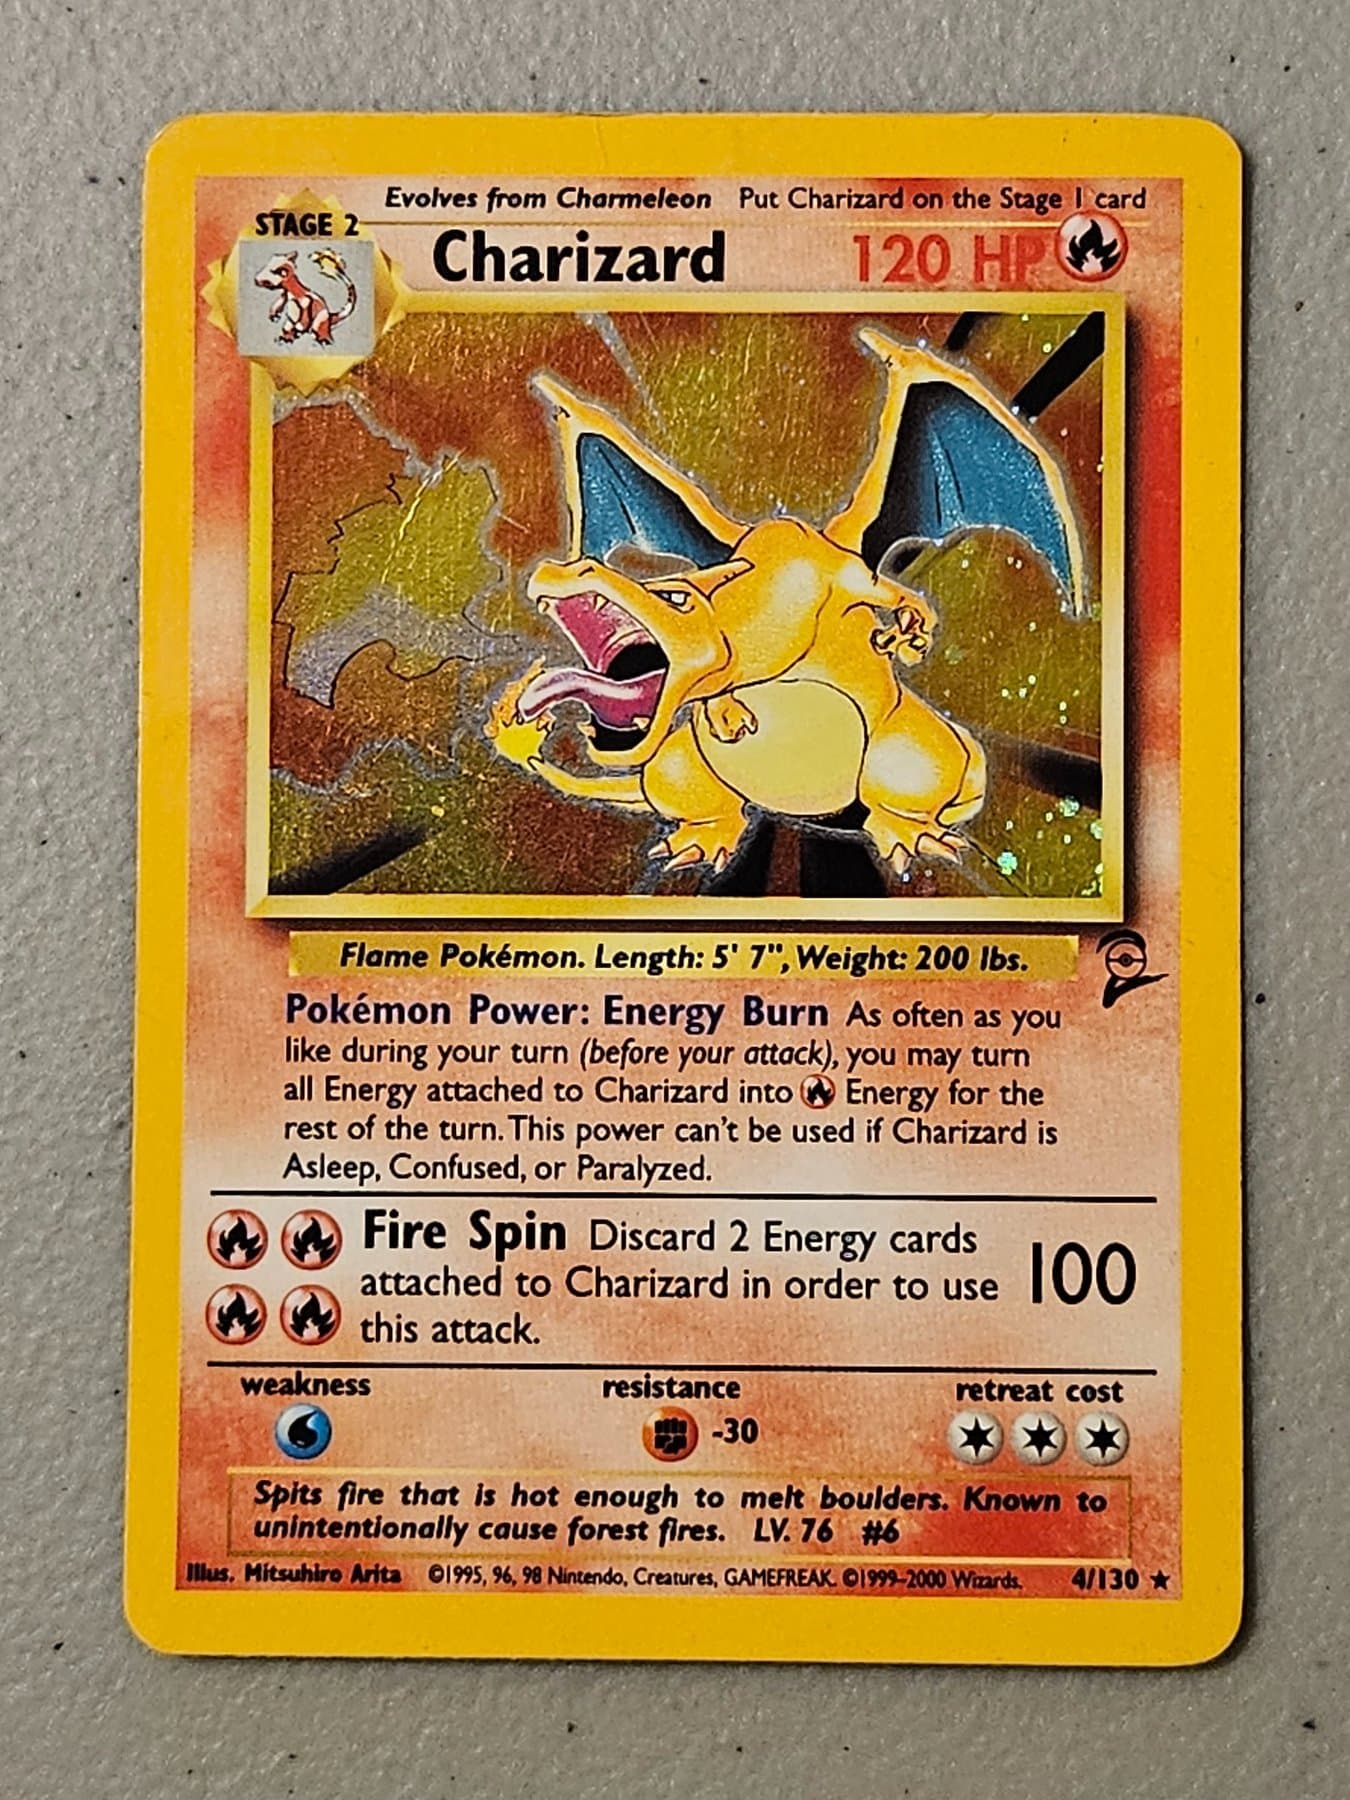 Evolves from Charmeleon Put Charizard on the Stage 1 card
STAGE 2
Charizard 120 HP
Flame Pokémon. Length: 5' 7", Weight: 200 lbs.
Pokémon Power: Energy Burn As often as you
like during your turn (before your attack), you may turn
all Energy attached to Charizard into Energy for the
rest of the turn. This power can't be used if Charizard is
Asleep, Confused, or Paralyzed.
Fire Spin Discard 2 Energy cards
attached to Charizard in order to use 100
this attack.
weakness resistance retreat cost
-30
Spits fire that is hot enough to melt boulders. Known to
unintentionally cause forest fires. LV. 76 #6
Illus. Mitsuhiro Arita ©1995, 96, 98 Nintendo, Creatures, GAMEFREAK. ©1999-2000 Wizards. 4/130 ★